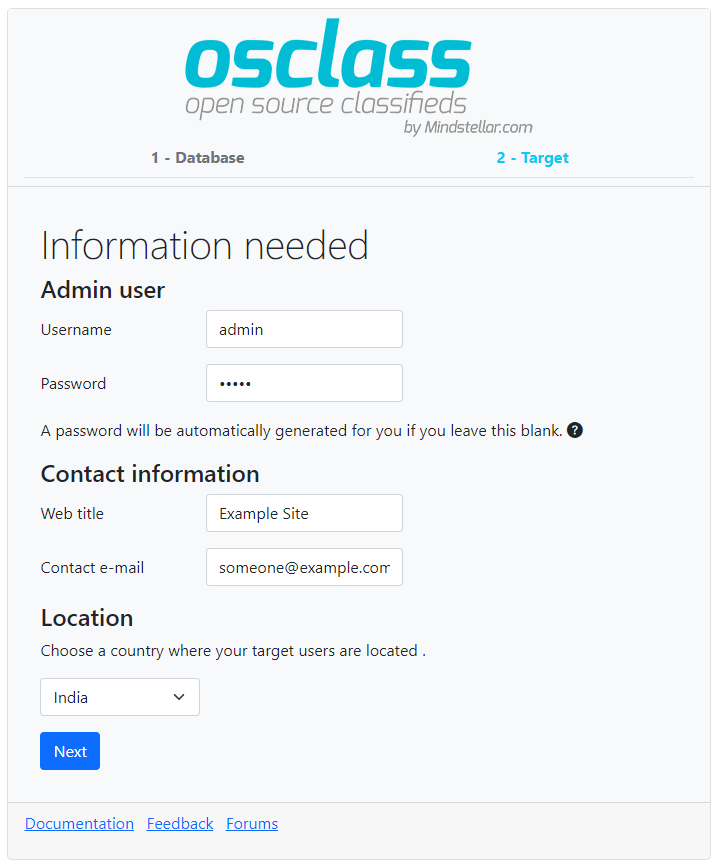 osclass
open source classifieds
by Mindstellar.com
1 - Database 2 - Target
Information needed
Admin user
Username admin
Password •••••
A password will be automatically generated for you if you leave this blank. ?
Contact information
Web title Example Site
Contact e-mail someone@example.com
Location
Choose a country where your target users are located .
India
Next
Documentation Feedback Forums